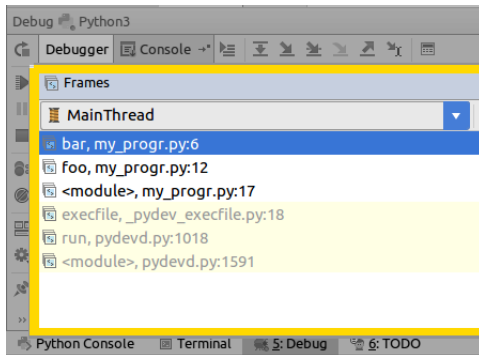 Debug Python3
Debugger Console
Frames
MainThread
bar, my_progr.py:6
foo, my_progr.py:12
<module>, my_progr.py:17
execfile, _pydev_execfile.py:18
run, pydevd.py:1018
<module>, pydevd.py:1591
Python Console Terminal 5: Debug 6: TODO